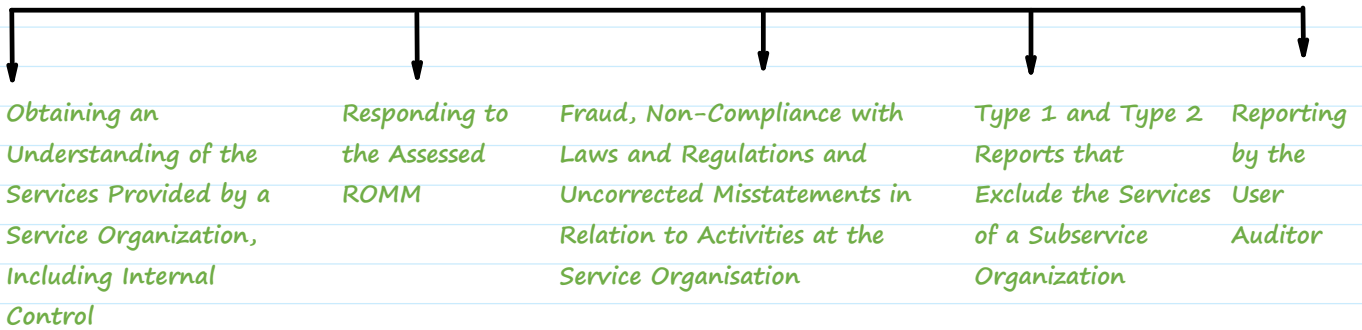 Obtaining an
Understanding of the
Services Provided by a
Service Organization,
Including Internal
Control
Responding to
the Assessed
ROMM
Fraud, Non-Compliance with
Laws and Regulations and
Uncorrected Misstatements in
Relation to Activities at the
Service Organisation
Type 1 and Type 2
Reports that
Exclude the Services
of a Subservice
Organization
Reporting
by the
User
Auditor